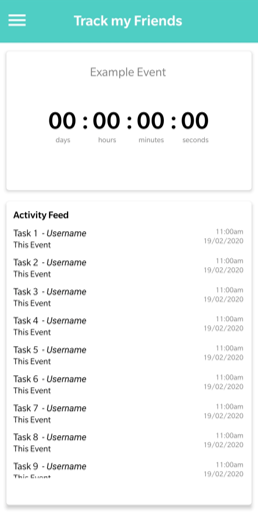 Track my Friends
Example Event
00 : 00 : 00 : 00
days hours minutes seconds
Activity Feed
Task 1 - Username 11:00am
This Event 19/02/2020
Task 2 - Username 11:00am
This Event 19/02/2020
Task 3 - Username 11:00am
This Event 19/02/2020
Task 4 - Username 11:00am
This Event 19/02/2020
Task 5 - Username 11:00am
This Event 19/02/2020
Task 6 - Username 11:00am
This Event 19/02/2020
Task 7 - Username 11:00am
This Event 19/02/2020
Task 8 - Username 11:00am
This Event 19/02/2020
Task 9 - Username 11:00am
This Event 19/02/2020